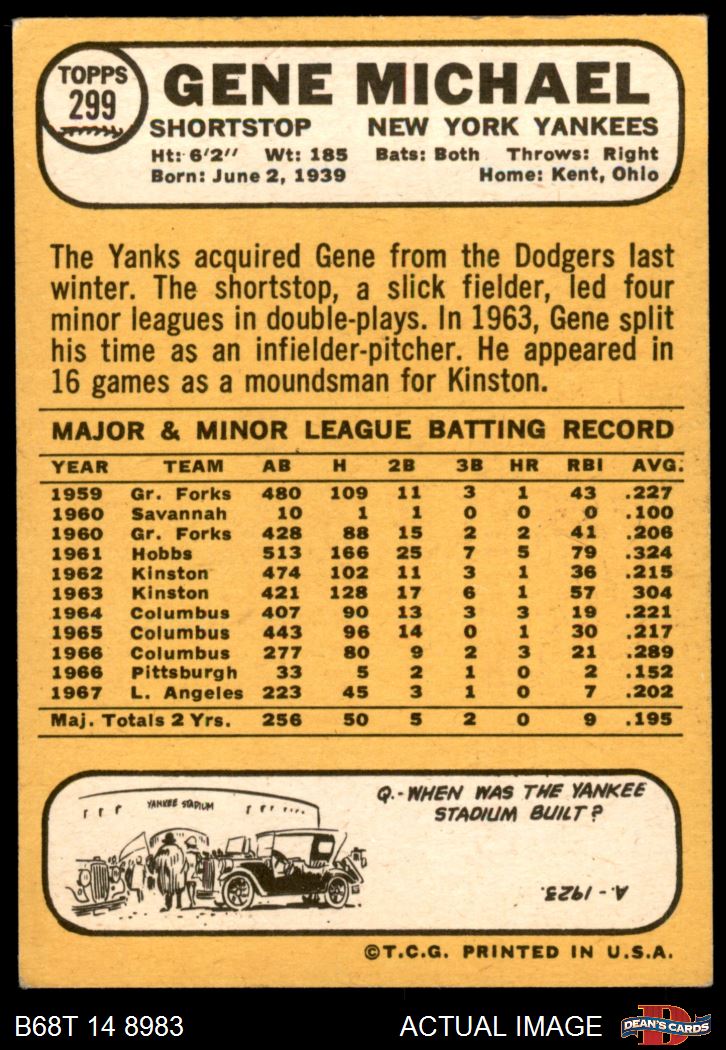 TOPPS
299
GENE MICHAEL
SHORTSTOP NEW YORK YANKEES
Ht: 6'2" Wt: 185 Bats: Both Throws: Right
Born: June 2, 1939 Home: Kent, Ohio
The Yanks acquired Gene from the Dodgers last
winter. The shortstop, a slick fielder, led four
minor leagues in double-plays. In 1963, Gene split
his time as an infielder-pitcher. He appeared in
16 games as a moundsman for Kinston.
MAJOR & MINOR LEAGUE BATTING RECORD
YEAR TEAM AB H 2B 3B HR RBI AVG.
1959 Gr. Forks 480 109 11 3 1 43 .227
1960 Savannah 10 1 1 0 0 0 .100
1960 Gr. Forks 428 88 15 2 2 41 .206
1961 Hobbs 513 166 25 7 5 79 .324
1962 Kinston 474 102 11 3 1 36 .215
1963 Kinston 421 128 17 6 1 57 304
1964 Columbus 407 90 13 3 3 19 .221
1965 Columbus 443 96 14 0 1 30 .217
1966 Columbus 277 80 9 2 3 21 .289
1966 Pittsburgh 33 5 2 1 0 2 .152
1967 L. Angeles 223 45 3 1 0 7 .202
Maj. Totals 2 Yrs. 256 50 5 2 0 9 .195
YANKEE STADIUM
Q.-WHEN WAS THE YANKEE
STADIUM BUILT?
A-1923.
©T.C.G. PRINTED IN U.S.A.
B68T 14 8983 ACTUAL IMAGE
D
DEAN'S CARDS